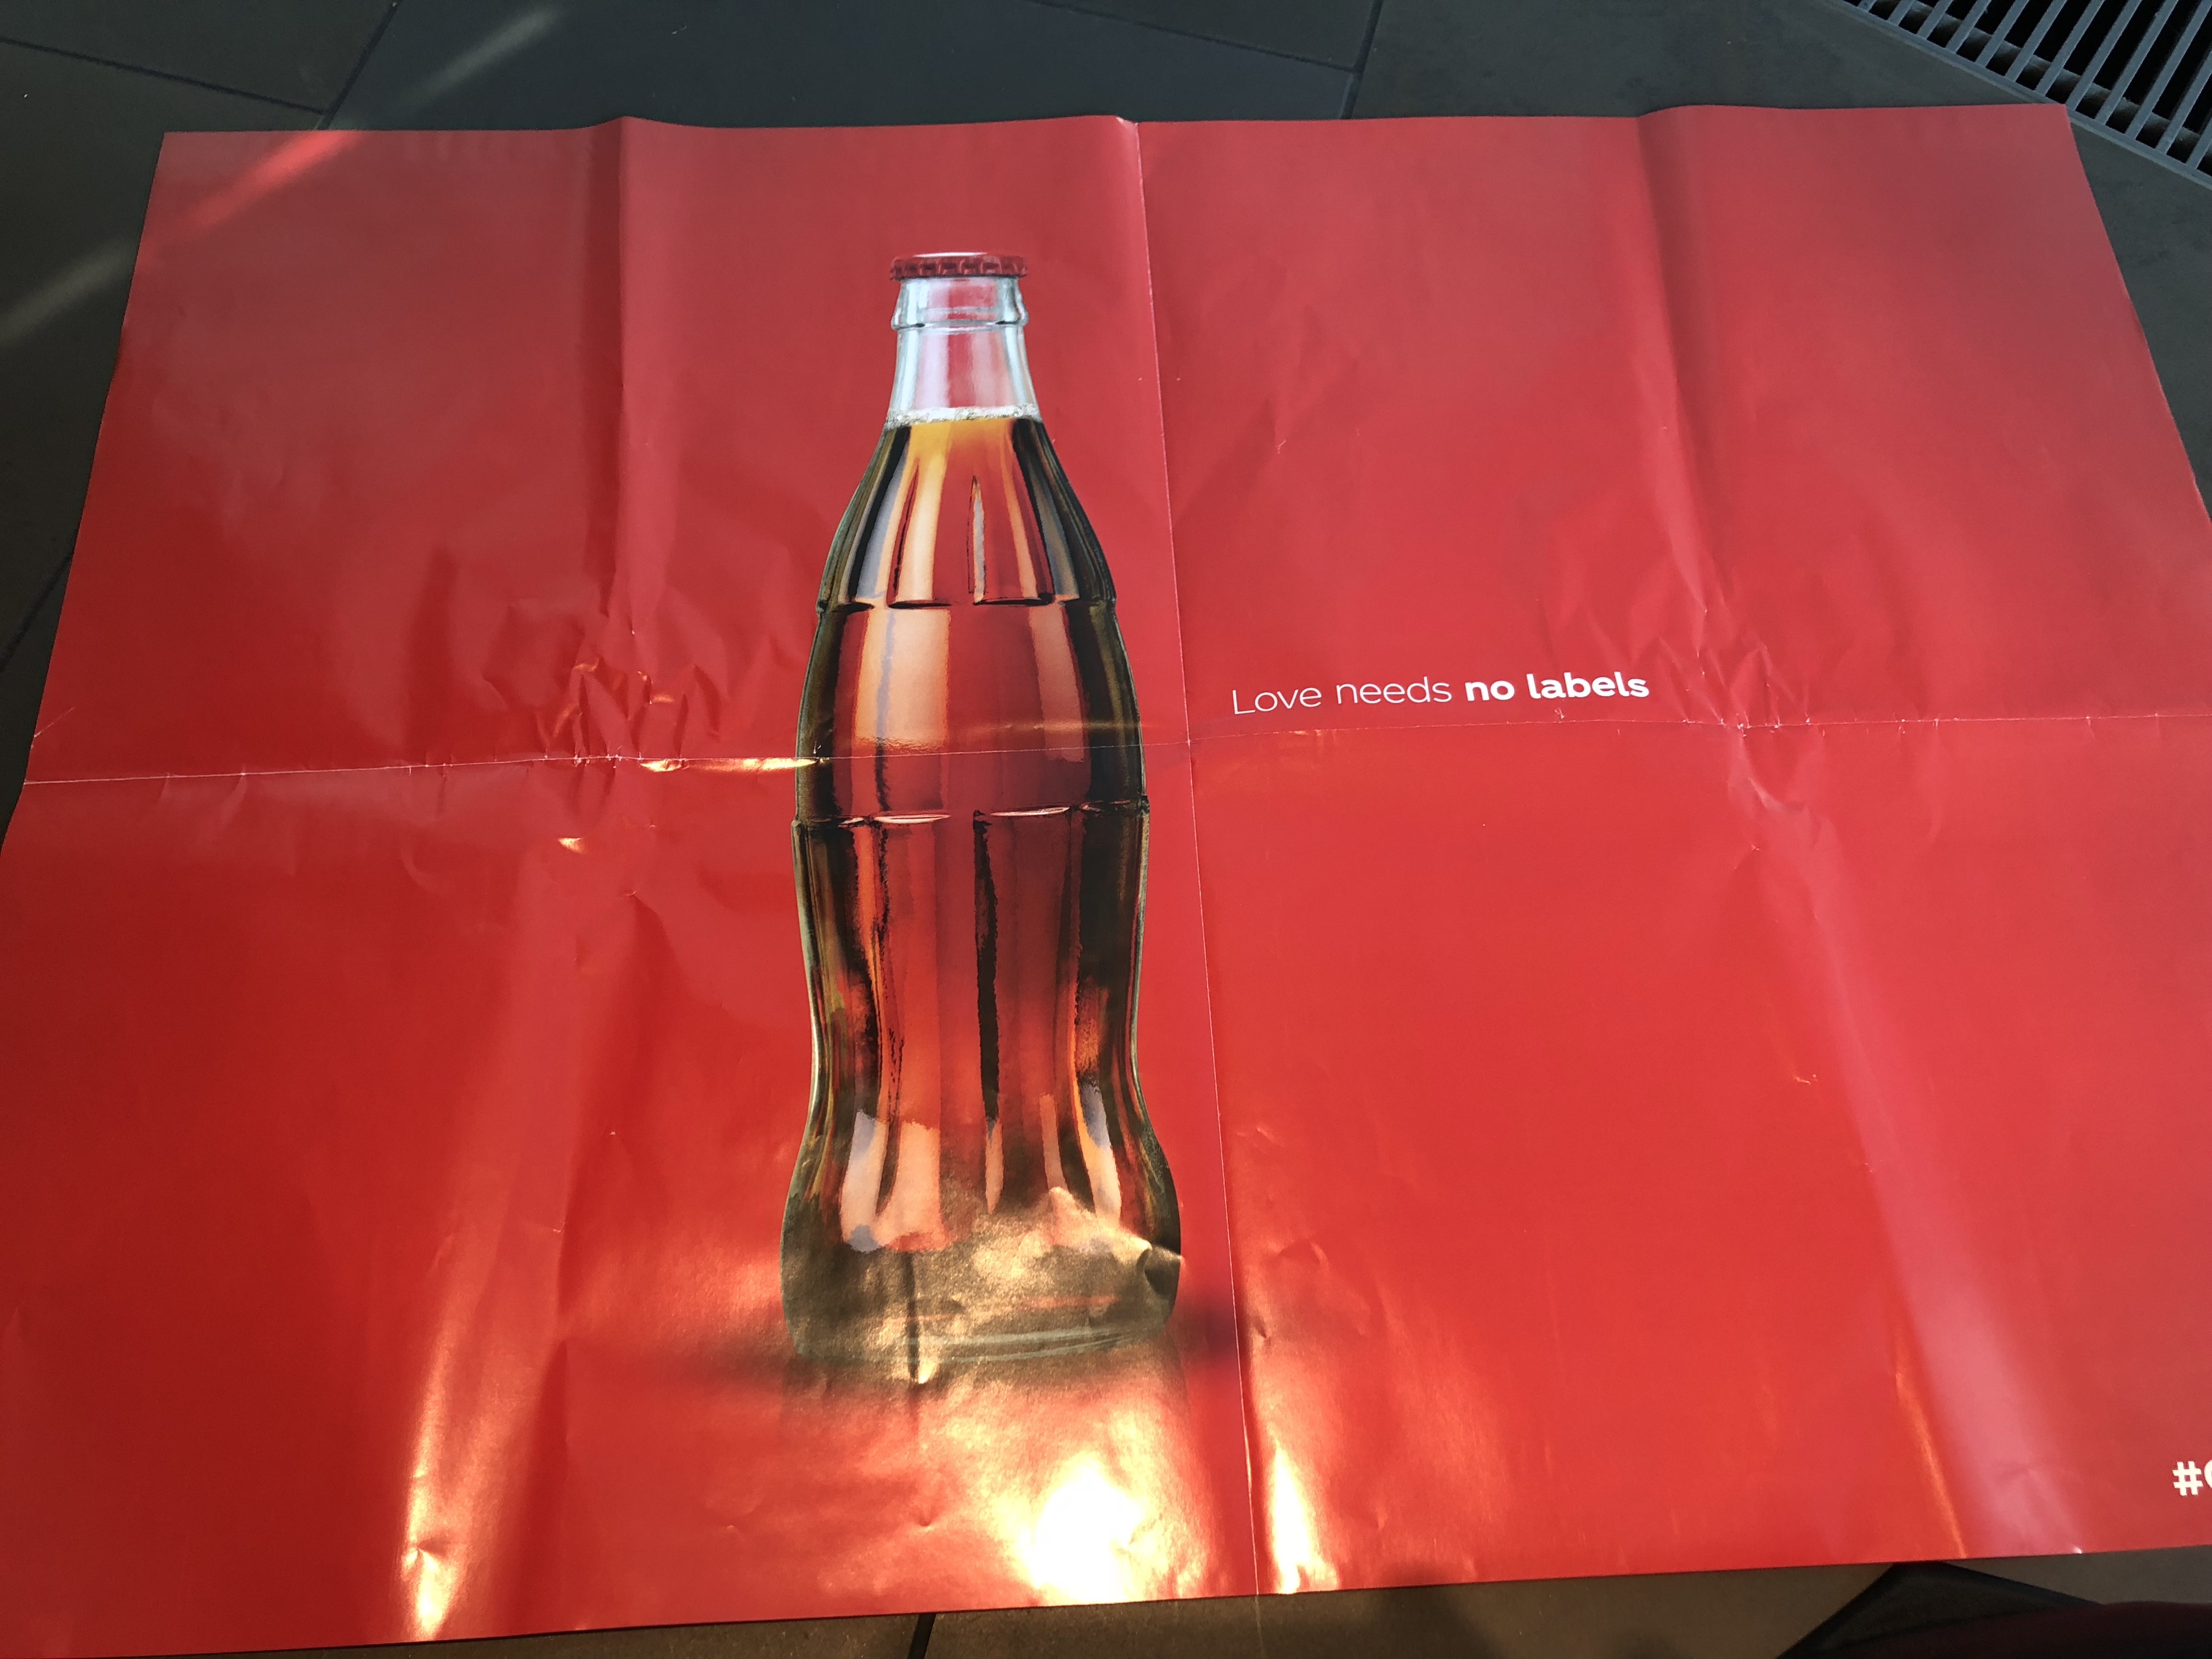 Love needs no labels